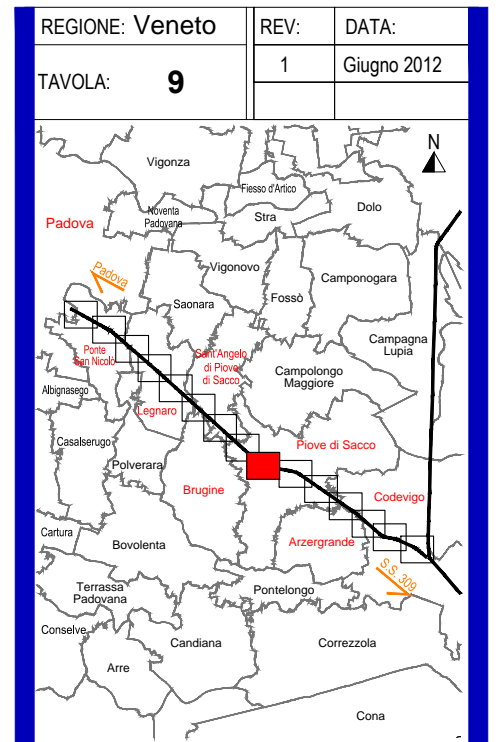 REGIONE: Veneto
REV:
DATA:
TAVOLA: 9
1
Giugno 2012
N
Vigonza
Fiesso d'Artico
Dolo
Noventa
Padovana
Stra
Padova
Padova
Vigonovo
Camponogara
Saonara
Fossò
Campagna
Lupia
Ponte
San Nicolò
Sant'Angelo
di Piove
di Sacco
Campolongo
Maggiore
Albignasego
Legnaro
Casalserugo
Polverara
Piove di Sacco
Brugine
Codevigo
Cartura
Bovolenta
Arzergrande
S.S. 309
Terrassa
Padovana
Pontelongo
Conselve
Candiana
Correzzola
Arre
Cona